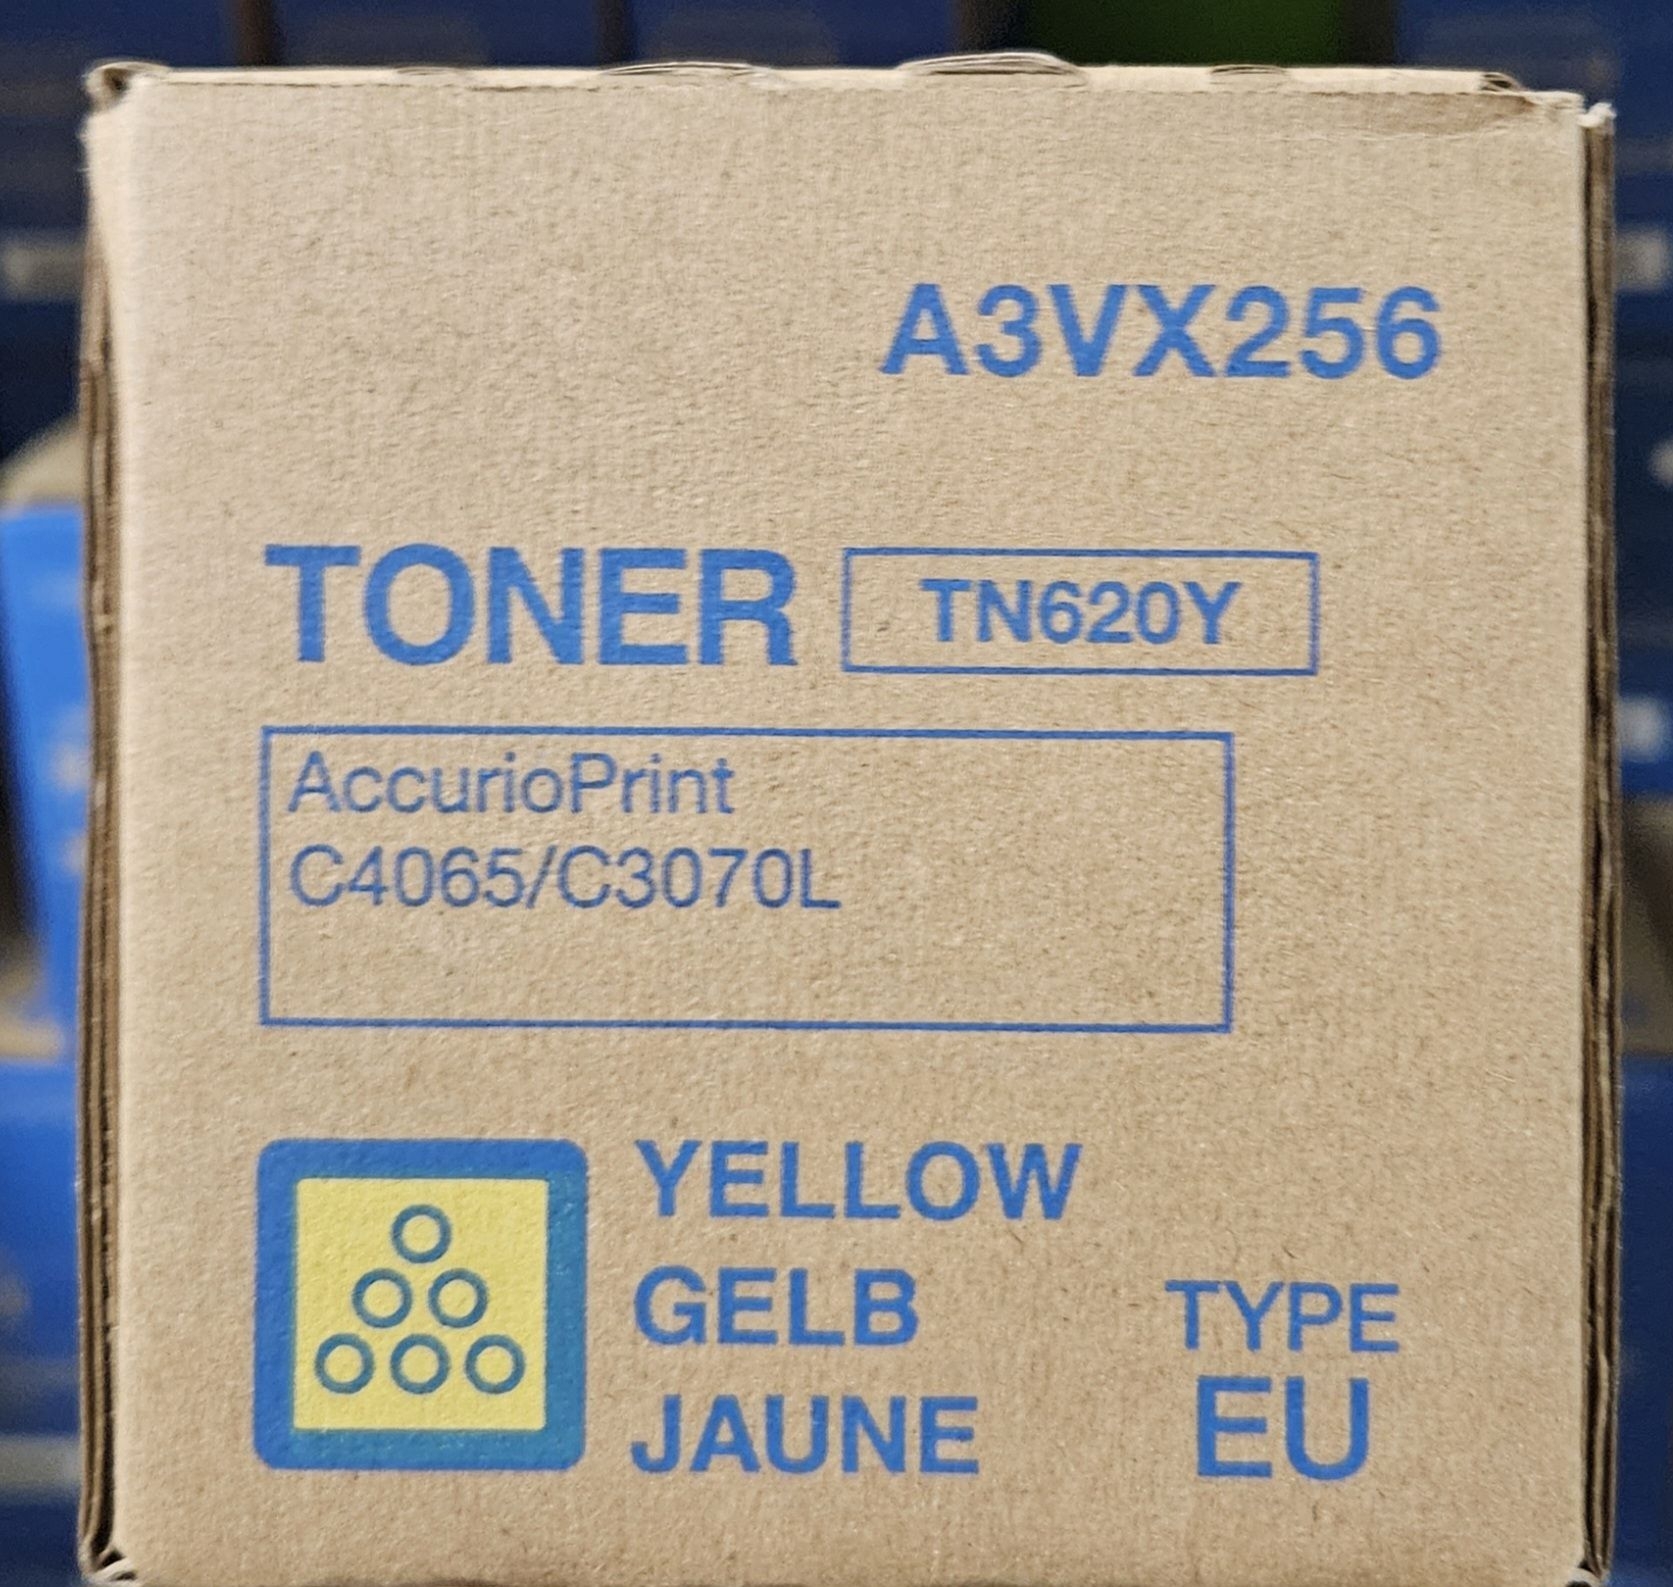 A3VX256
TONER TN620Y
AccurioPrint
C4065/C3070L
YELLOW
GELB
JAUNE
TYPE
EU